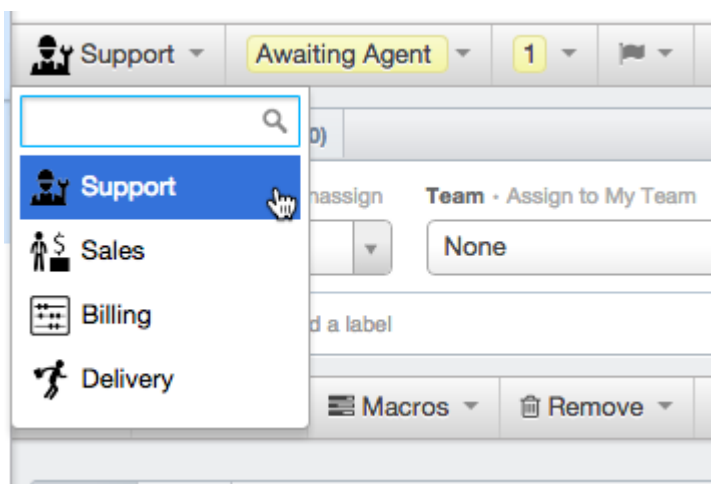 Support Awaiting Agent 1
0)
Support
nassign Team · Assign to My Team
Sales
None
Billing
d a label
Delivery
Macros Remove